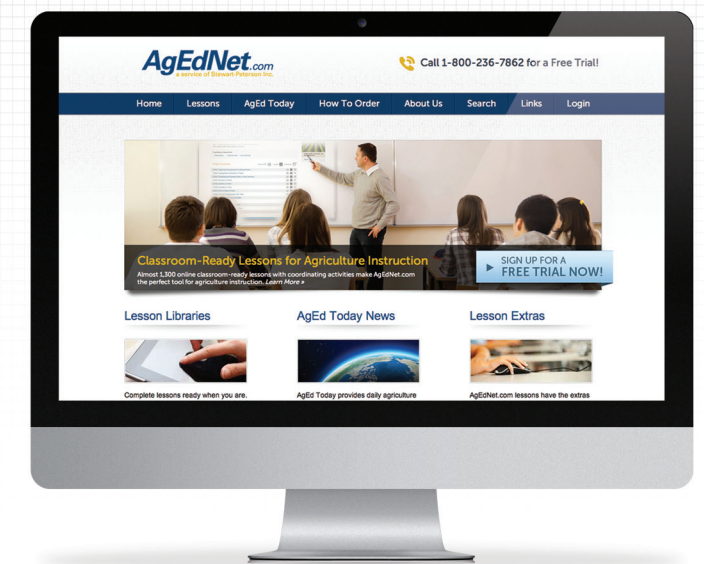 AgEdNet.com
a service of Stewart-Peterson Inc.
Call 1-800-236-7862 for a Free Trial!
Home Lessons AgEd Today How To Order About Us Search Links Login
Classroom-Ready Lessons for Agriculture Instruction
Almost 1,300 online classroom-ready lessons with coordinating activities make AgEdNet.com
the perfect tool for agriculture instruction. Learn More »
SIGN UP FOR A
FREE TRIAL NOW!
Lesson Libraries
AgEd Today News
Lesson Extras
Complete lessons ready when you are.
AgEd Today provides daily agriculture
AgEdNet.com lessons have the extras